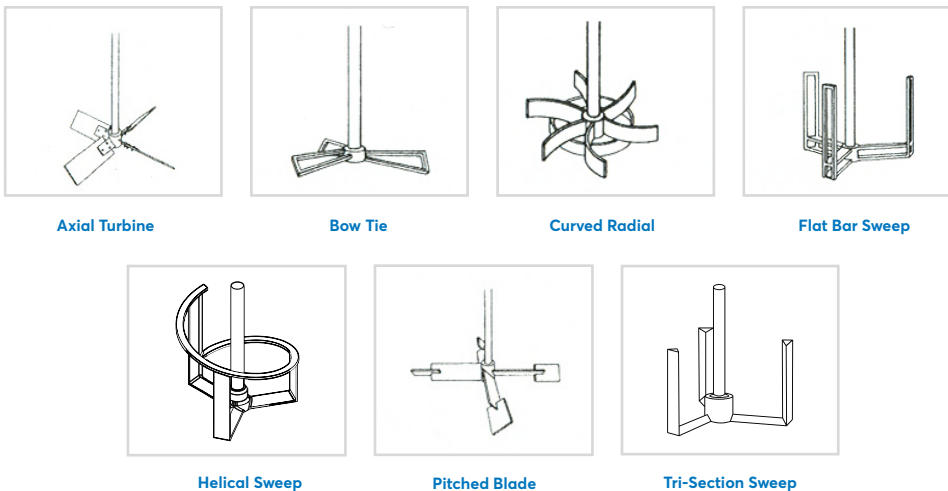 Axial Turbine
Bow Tie
Curved Radial
Flat Bar Sweep
Helical Sweep
Pitched Blade
Tri-Section Sweep